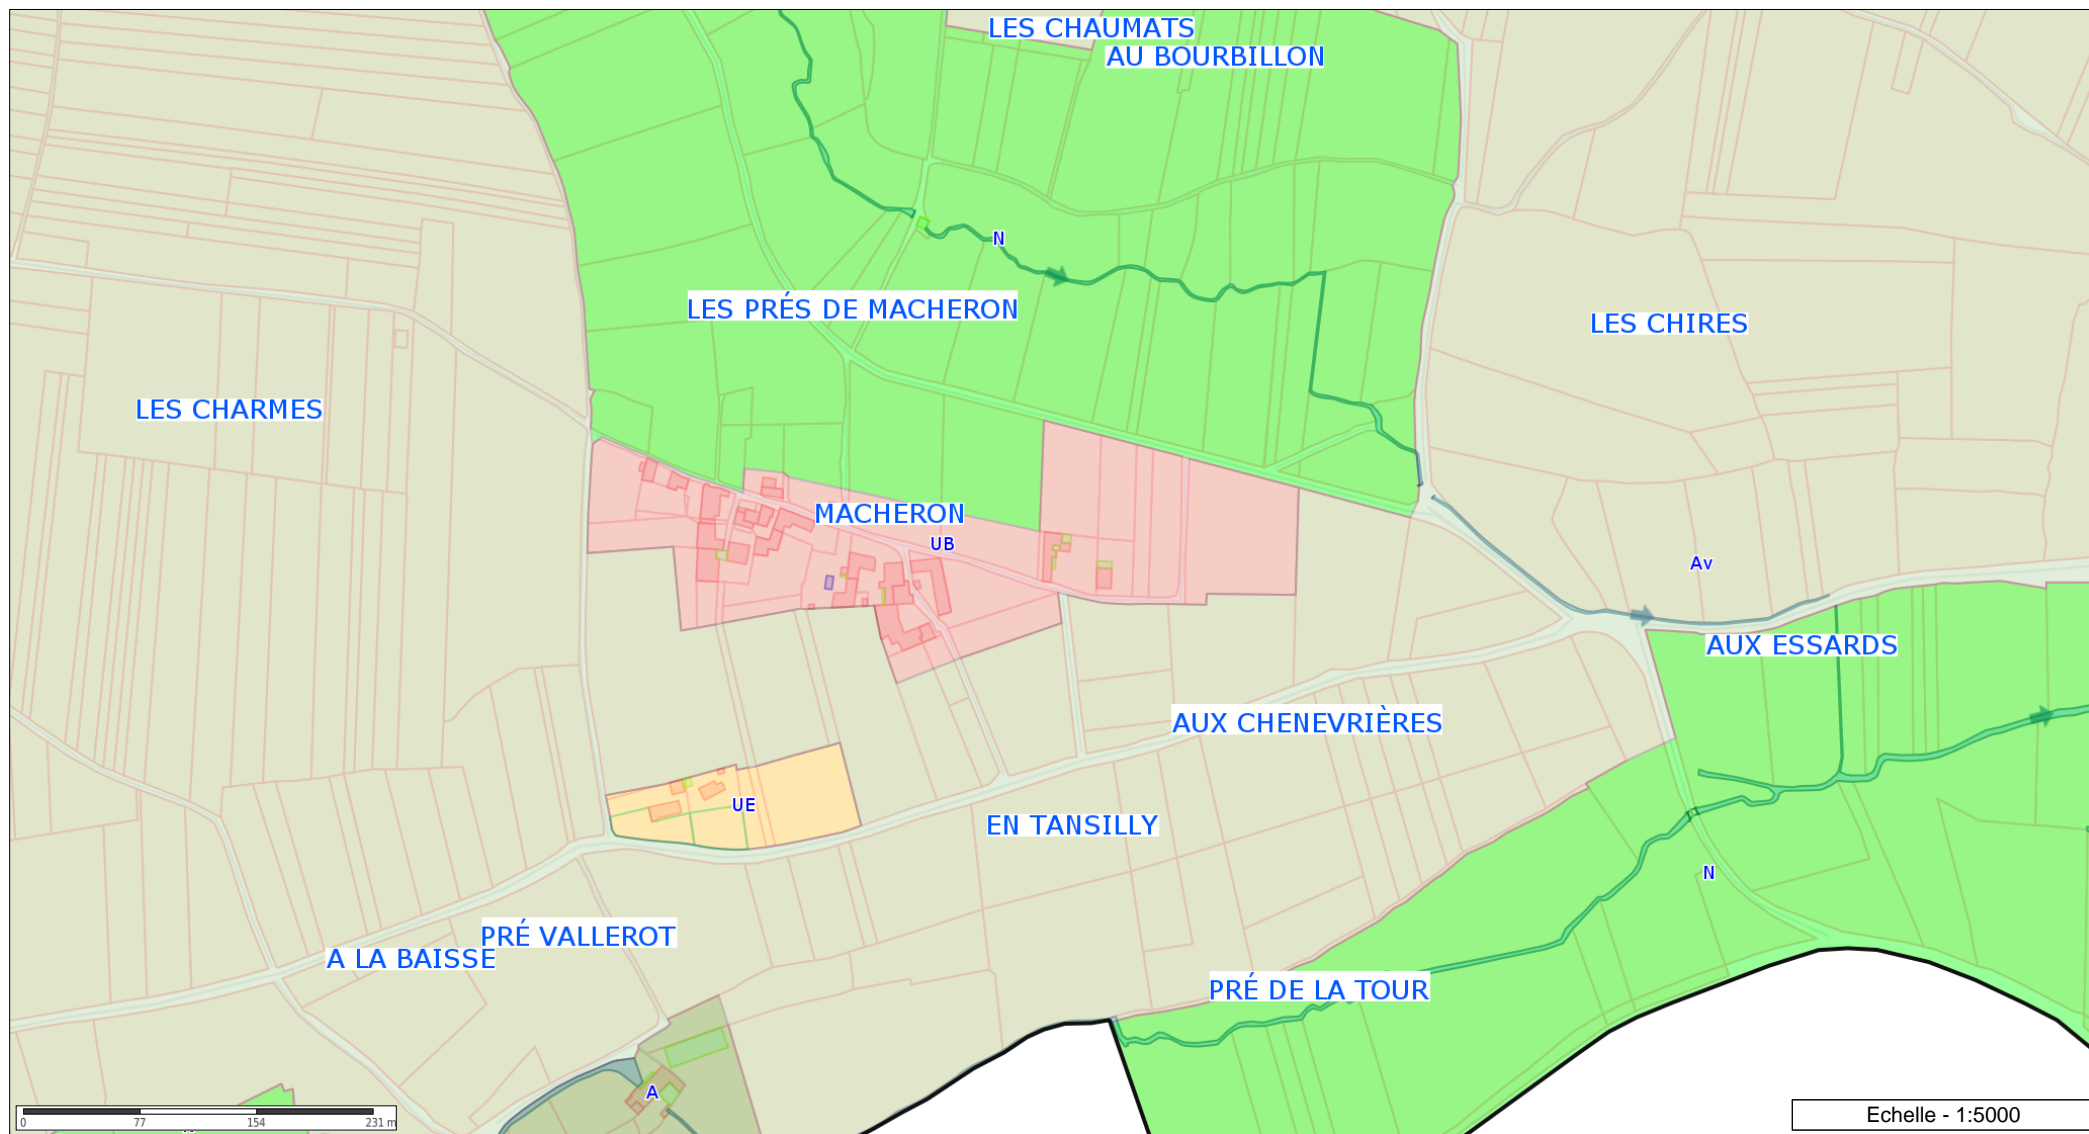 LES CHAUMATS
AU BOURBILLON
N
LES PRÉS DE MACHERON
LES CHIRES
LES CHARMES
MACHERON
UB
Av
AUX ESSARDS
AUX CHENEVRIÈRES
UE
EN TANSILLY
N
PRÉ VALLEROT
A LA BAISSE
PRÉ DE LA TOUR
A
0 77 154 231 m
Echelle - 1:5000